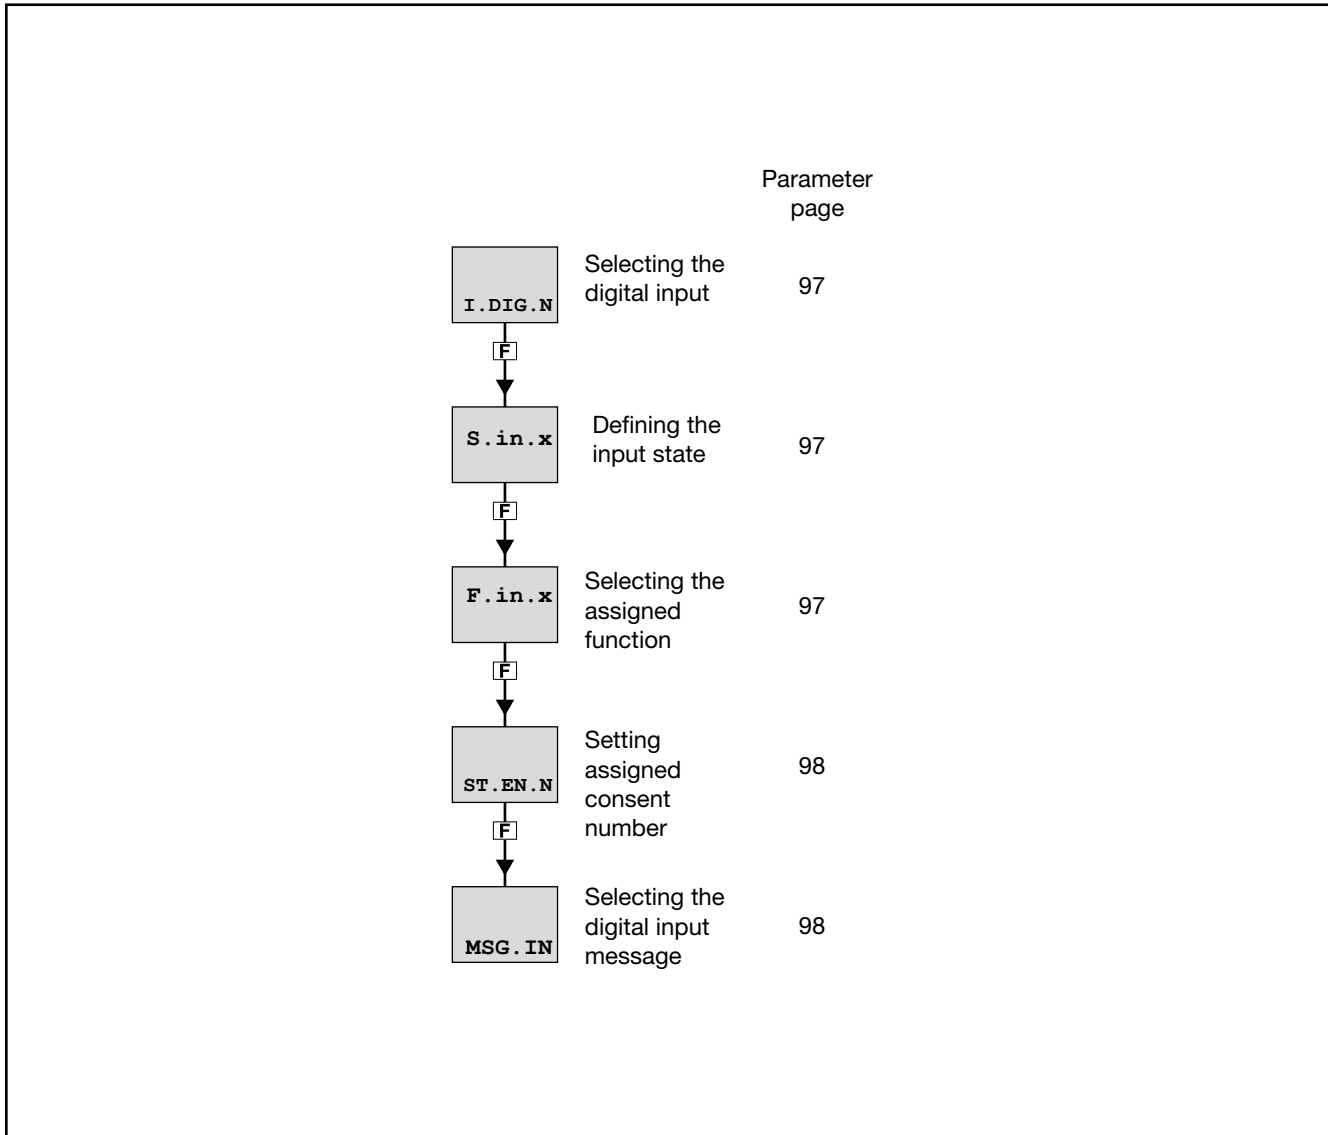 Parameter
page
I.DIG.N
Selecting the
digital input
97
F
S.in.x
Defining the
input state
97
F
F.in.x
Selecting the
assigned
function
97
F
ST.EN.N
Setting
assigned
consent
number
98
F
MSG.IN
Selecting the
digital input
message
98